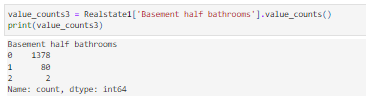 value_counts3 = Realstate1['Basement half bathrooms'].value_counts()
print(value_counts3)
Basement half bathrooms
0    1378
1      80
2       2
Name: count, dtype: int64